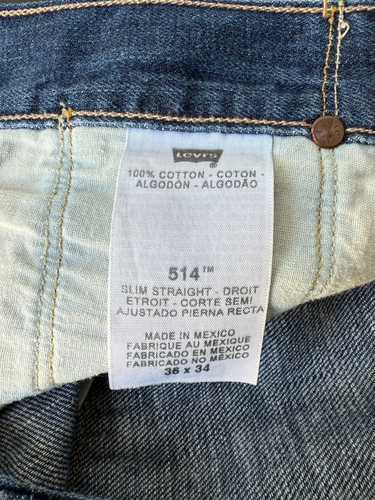 Levi's ®
100% COTTON - COTON -
ALGODÓN - ALGODÃO
514™
SLIM STRAIGHT - DROIT
ETROIT - CORTE SEMI
AJUSTADO PIERNA RECTA
MADE IN MEXICO
FABRIQUE AU MEXIQUE
FABRICADO EN MEXICO
FABRICADO NO MÉXICO
36 x 34